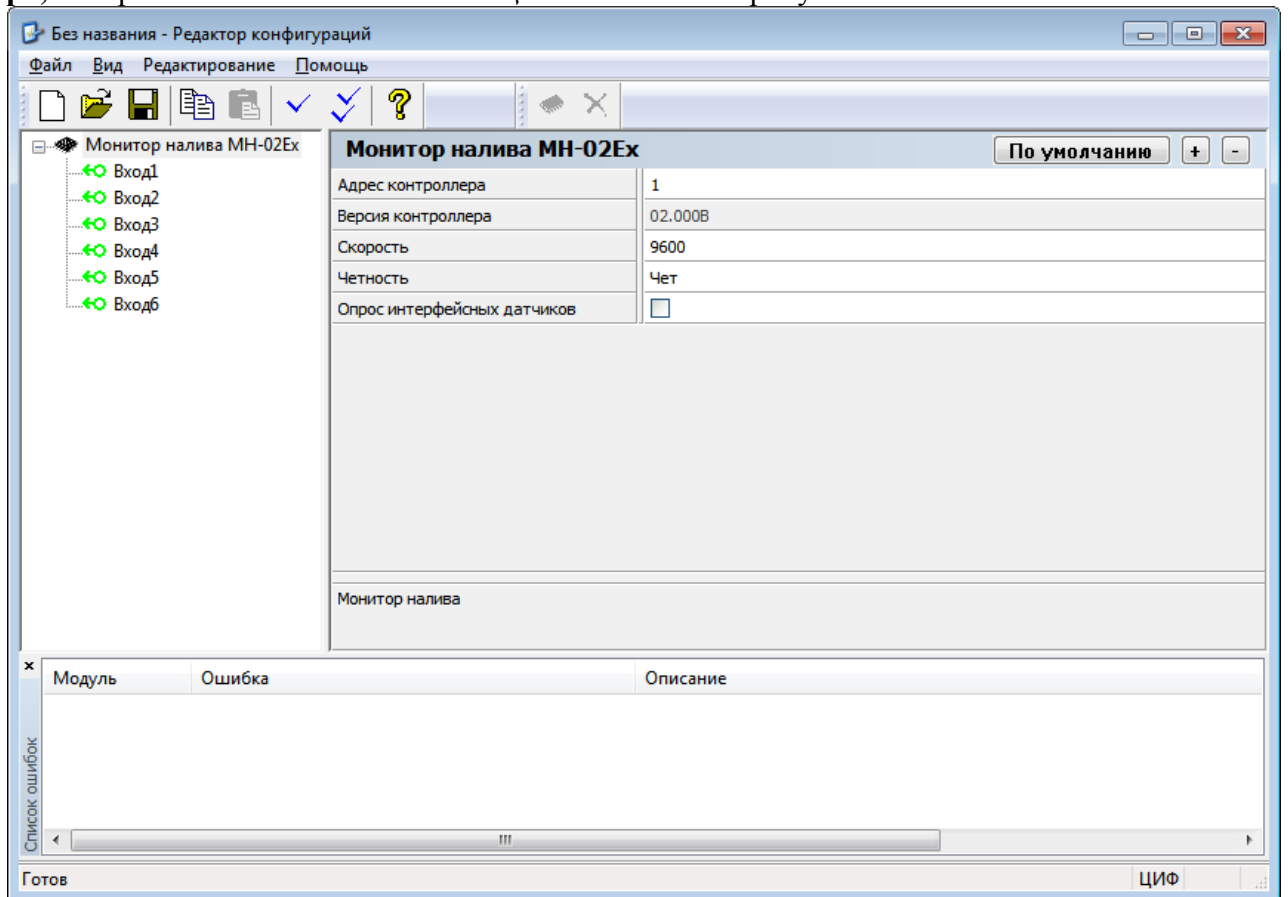 Без названия - Редактор конфигураций
Файл Вид Редактирование Помощь
Монитор налива МН-02Ех
Вход1
Вход2
Вход3
Вход4
Вход5
Вход6
Монитор налива МН-02Ех По умолчанию + -
Адрес контроллера 1
Версия контроллера 02.000B
Скорость 9600
Четность Чет
Опрос интерфейсных датчиков
Монитор налива
Модуль Ошибка Описание
Список ошибок
Готов ЦИФ